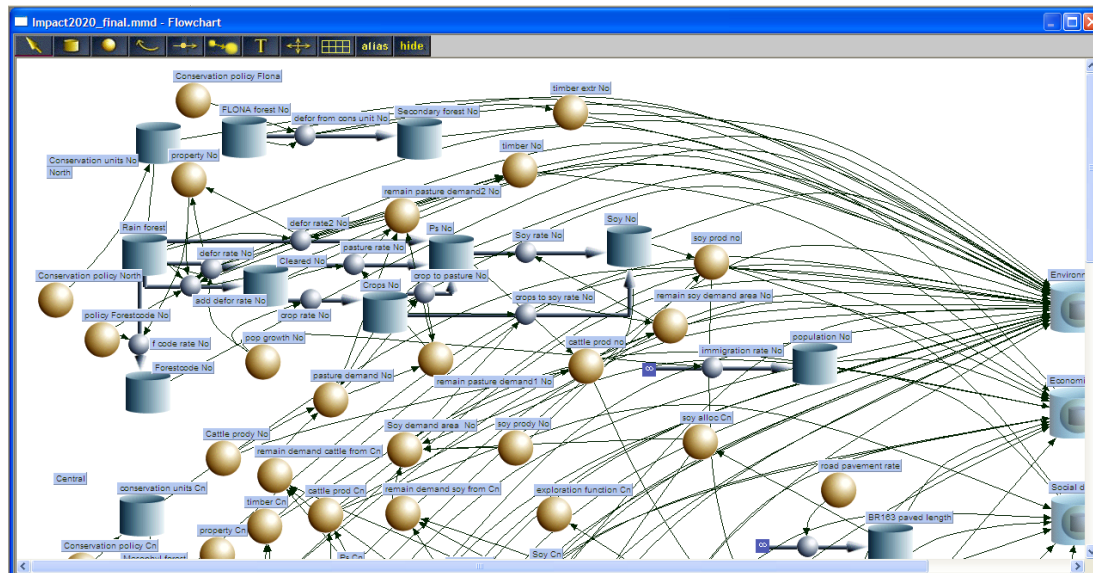 Impact2020_final.mmd - Flowchart
T
alias
hide
Conservation policy Flona
timber extr No
FLONA forest No
Secondary forest No
defor from cons unit No
Conservation units No
North
property No
timber No
remain pasture demand2 No
Rain forest
defor rate2 No
Ps No
Soy No
pasture rate No
Soy rate No
soy prod no
defor rate No
Cleared No
Conservation policy North
Crops No
crop to pasture No
Environm
add defor rate No
crops to soy rate No
remain soy demand area No
policy Forestcode No
crop rate No
f code rate No
pop growth No
cattle prod no
population No
immigration rate No
Forestcode No
pasture demand No
remain pasture demand1 No
Economi
Cattle prody No
Soy demand area No
soy prody No
soy alloc Cn
remain demand cattle from Cn
road pavement rate
Central
conservation units Cn
cattle prod Cn
remain demand soy from Cn
exploration function Cn
Social d
timber Cn
BR163 paved length
property Cn
Conservation policy Cn
Ps Cn
Soy Cn